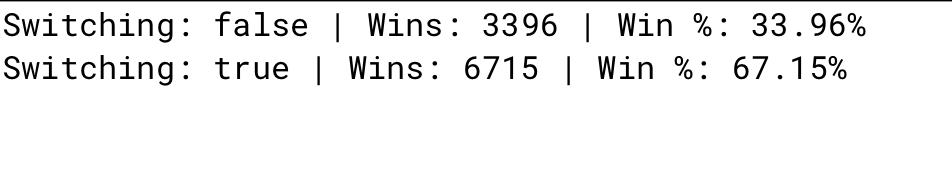 Switching: false | Wins: 3396 | Win %: 33.96%
Switching: true | Wins: 6715 | Win %: 67.15%